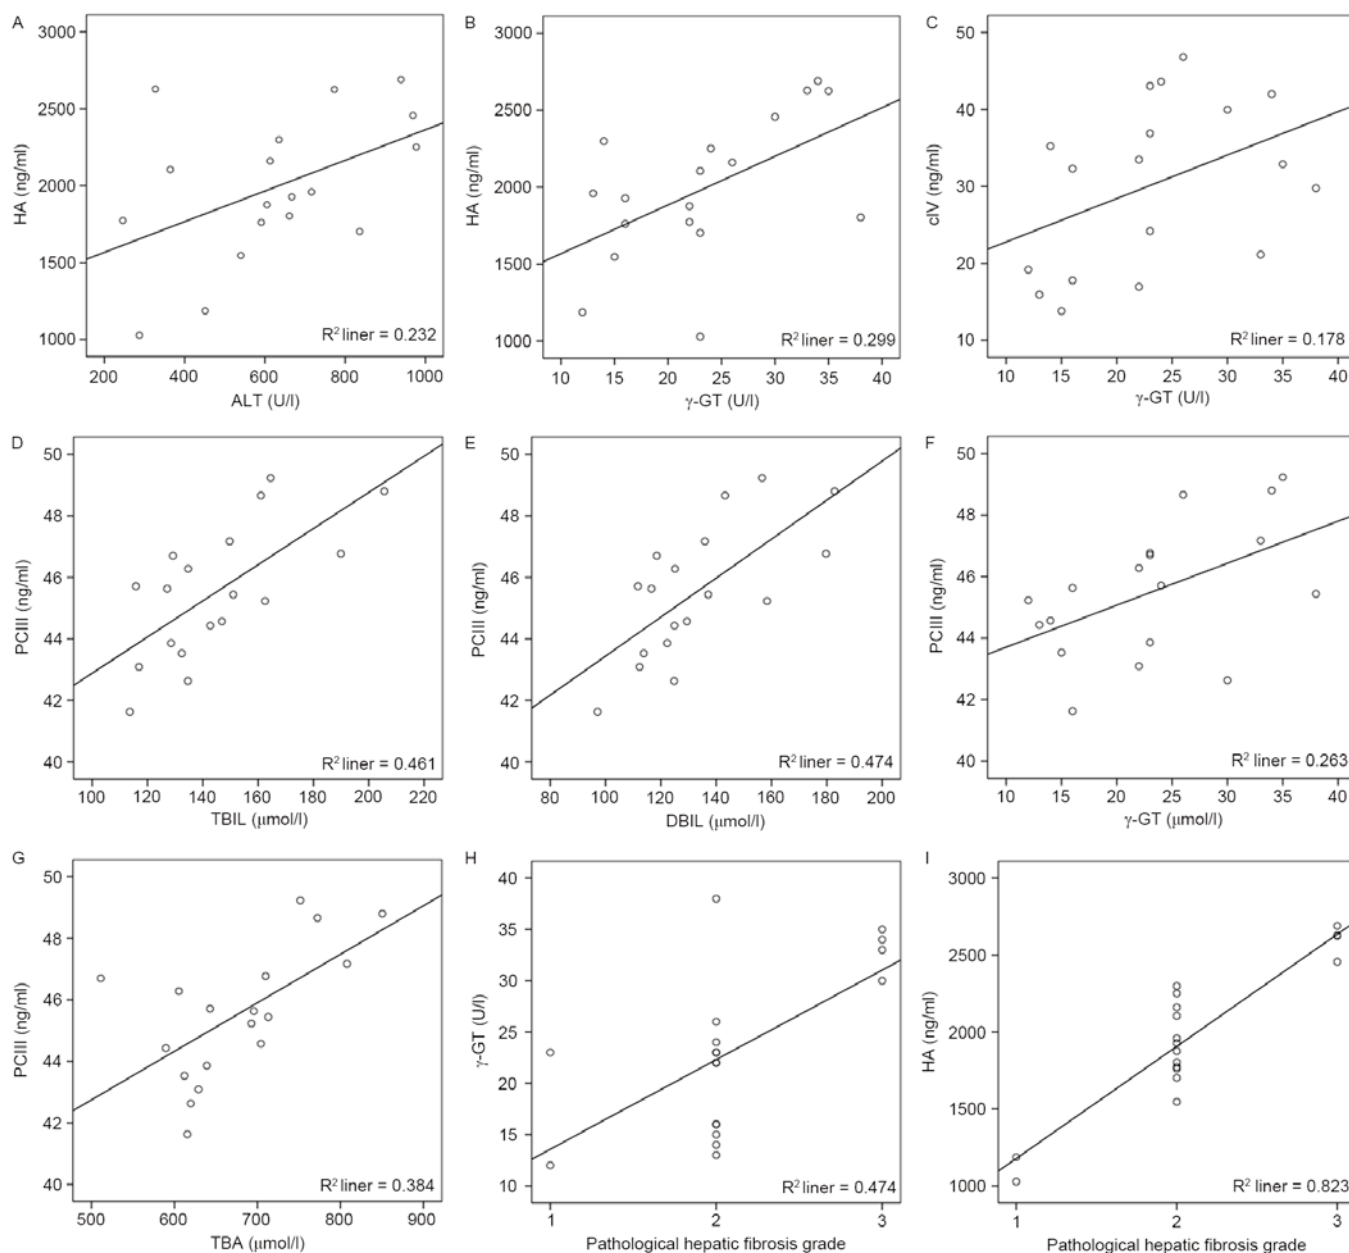 A
3000
2500
2000
1500
1000
HA (ng/ml)
R² liner = 0.232
200 400 600 800 1000
ALT (U/l)
B
3000
2500
2000
1500
1000
HA (ng/ml)
R² liner = 0.299
10 15 20 25 30 35 40
γ-GT (U/l)
C
50
40
30
20
10
cIV (ng/ml)
R² liner = 0.178
10 15 20 25 30 35 40
γ-GT (U/l)
D
50
48
46
44
42
40
PCIII (ng/ml)
R² liner = 0.461
100 120 140 160 180 200 220
TBIL (μmol/l)
E
50
48
46
44
42
40
PCIII (ng/ml)
R² liner = 0.474
80 100 120 140 160 180 200
DBIL (μmol/l)
F
50
48
46
44
42
40
PCIII (ng/ml)
R² liner = 0.263
10 15 20 25 30 35 40
γ-GT (μmol/l)
G
50
48
46
44
42
40
PCIII (ng/ml)
R² liner = 0.384
500 600 700 800 900
TBA (μmol/l)
H
40
35
30
25
20
15
10
γ-GT (U/l)
R² liner = 0.474
1 2 3
Pathological hepatic fibrosis grade
I
3000
2500
2000
1500
1000
HA (ng/ml)
R² liner = 0.823
1 2 3
Pathological hepatic fibrosis grade